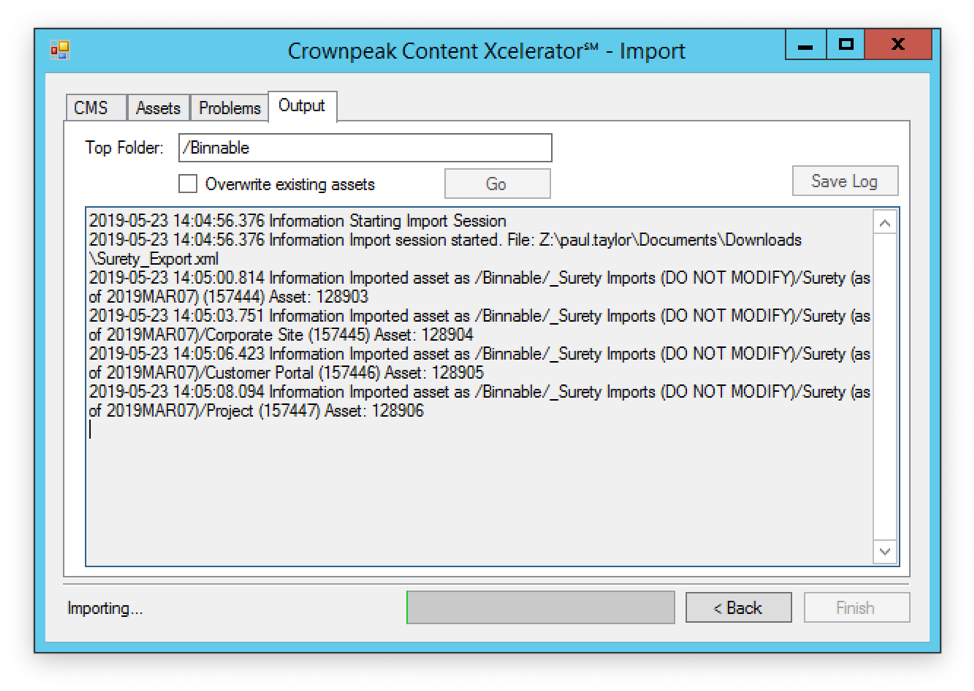 Crownpeak Content Xcelerator℠ - Import
CMS Assets Problems Output
Top Folder: /Binnable
Overwrite existing assets Go Save Log
2019-05-23 14:04:56.376 Information Starting Import Session
2019-05-23 14:04:56.376 Information Import session started. File: Z:\paul.taylor\Documents\Downloads
\Surety_Export.xml
2019-05-23 14:05:00.814 Information Imported asset as /Binnable/_Surety Imports (DO NOT MODIFY)/Surety (as
of 2019MAR07) (157444) Asset: 128903
2019-05-23 14:05:03.751 Information Imported asset as /Binnable/_Surety Imports (DO NOT MODIFY)/Surety (as
of 2019MAR07)/Corporate Site (157445) Asset: 128904
2019-05-23 14:05:06.423 Information Imported asset as /Binnable/_Surety Imports (DO NOT MODIFY)/Surety (as
of 2019MAR07)/Customer Portal (157446) Asset: 128905
2019-05-23 14:05:08.094 Information Imported asset as /Binnable/_Surety Imports (DO NOT MODIFY)/Surety (as
of 2019MAR07)/Project (157447) Asset: 128906
Importing... < Back Finish